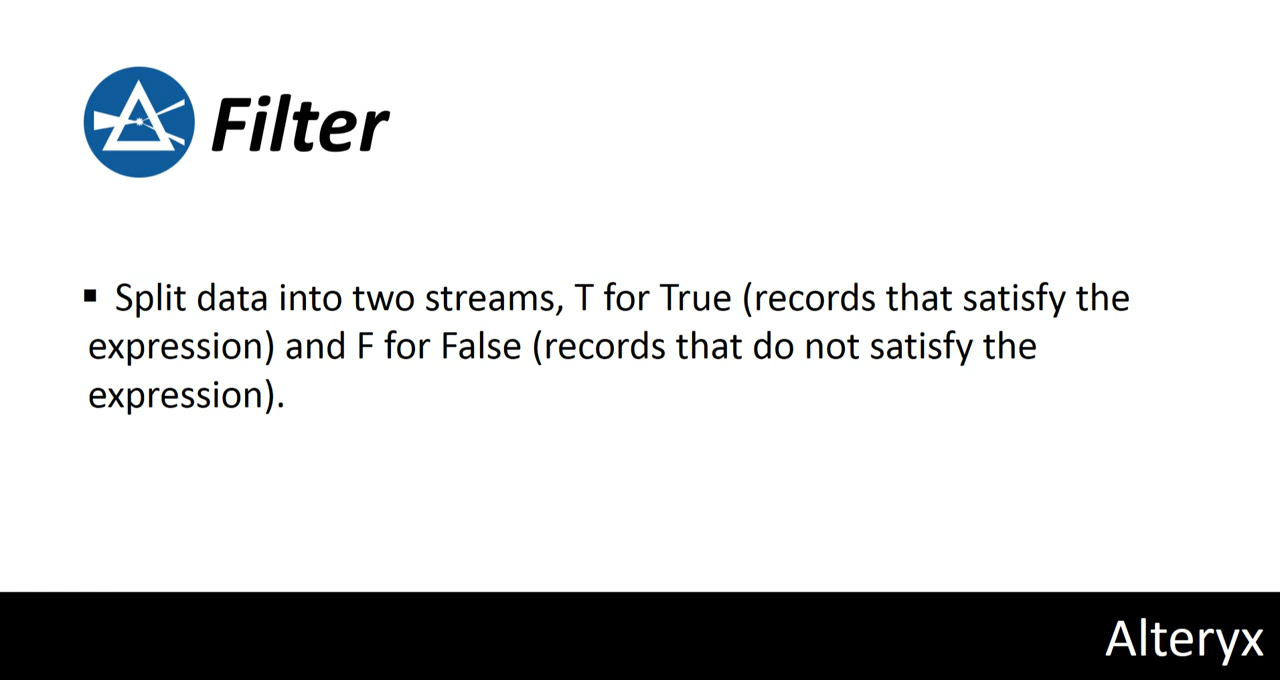 Filter
▪ Split data into two streams, T for True (records that satisfy the
expression) and F for False (records that do not satisfy the
expression).
Alteryx